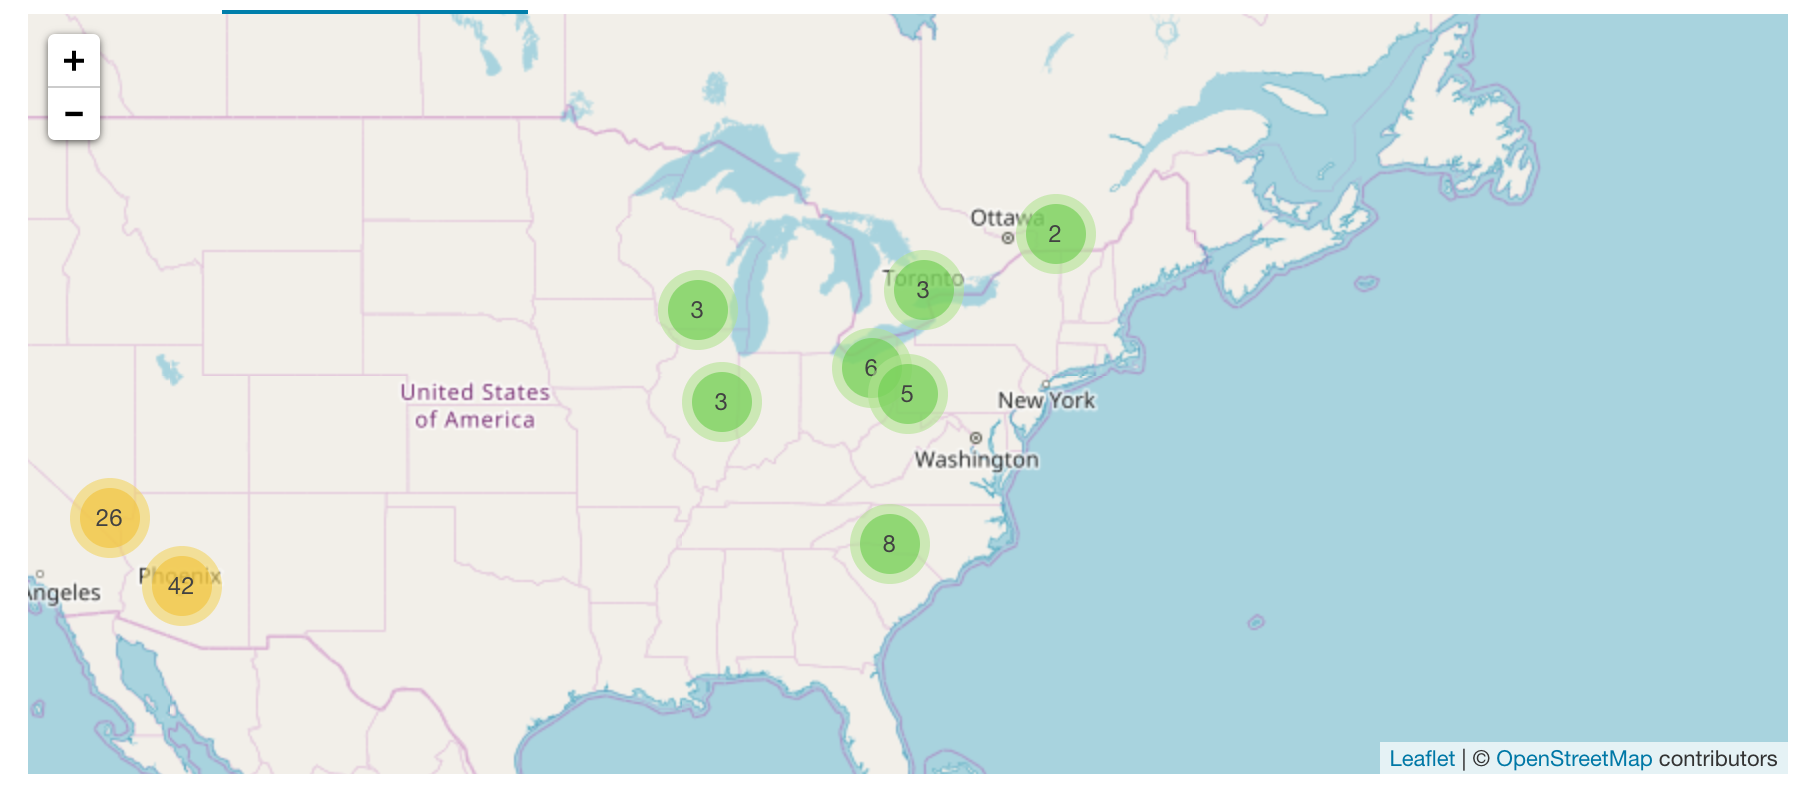 +
−
Ottawa
2
Toronto
3
3
6
5
3
United States
of America
New York
Washington
26
8
Phoenix
42
Angeles
Leaflet | © OpenStreetMap contributors